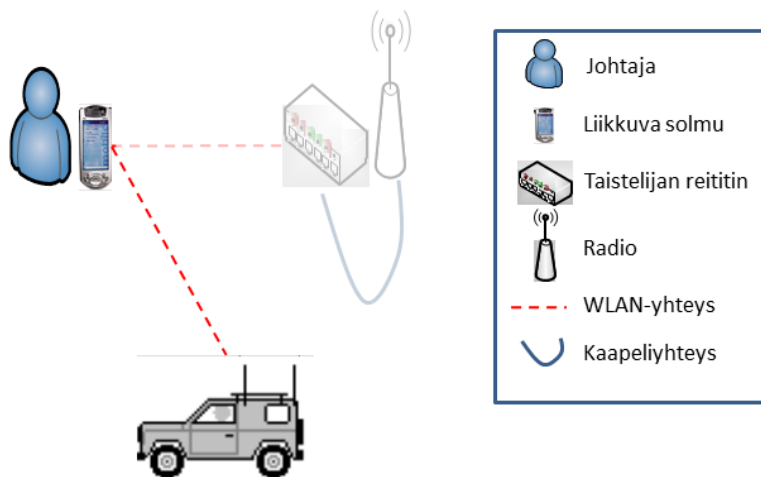 Johtaja
Liikkuva solmu
Taistelijan reititin
Radio
WLAN-yhteys
Kaapeliyhteys